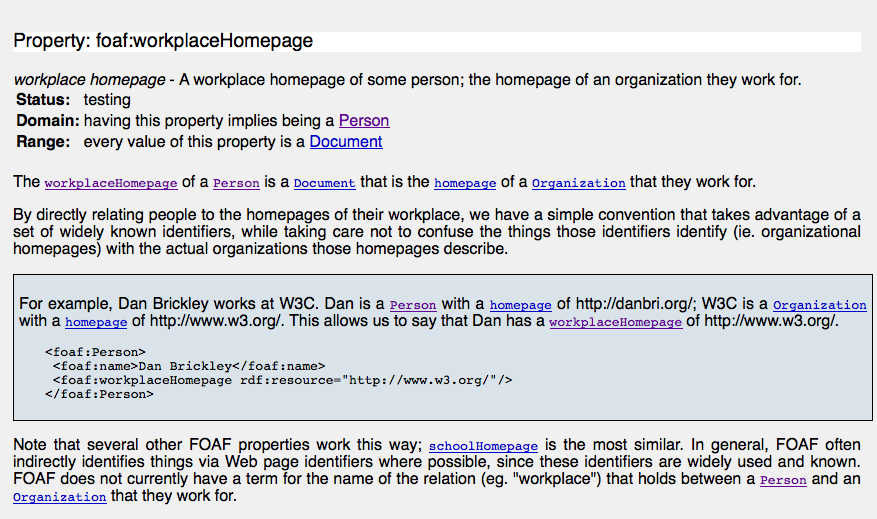 Property: foaf:workplaceHomepage
workplace homepage - A workplace homepage of some person; the homepage of an organization they work for.
Status: testing
Domain: having this property implies being a Person
Range: every value of this property is a Document
The workplaceHomepage of a Person is a Document that is the homepage of a Organization that they work for.
By directly relating people to the homepages of their workplace, we have a simple convention that takes advantage of a
set of widely known identifiers, while taking care not to confuse the things those identifiers identify (ie. organizational
homepages) with the actual organizations those homepages describe.
For example, Dan Brickley works at W3C. Dan is a Person with a homepage of http://danbri.org/; W3C is a Organization
with a homepage of http://www.w3.org/. This allows us to say that Dan has a workplaceHomepage of http://www.w3.org/.
<foaf:Person>
<foaf:name>Dan Brickley</foaf:name>
<foaf:workplaceHomepage rdf:resource="http://www.w3.org/"/>
</foaf:Person>
Note that several other FOAF properties work this way; schoolHomepage is the most similar. In general, FOAF often
indirectly identifies things via Web page identifiers where possible, since these identifiers are widely used and known.
FOAF does not currently have a term for the name of the relation (eg. "workplace") that holds between a Person and an
Organization that they work for.